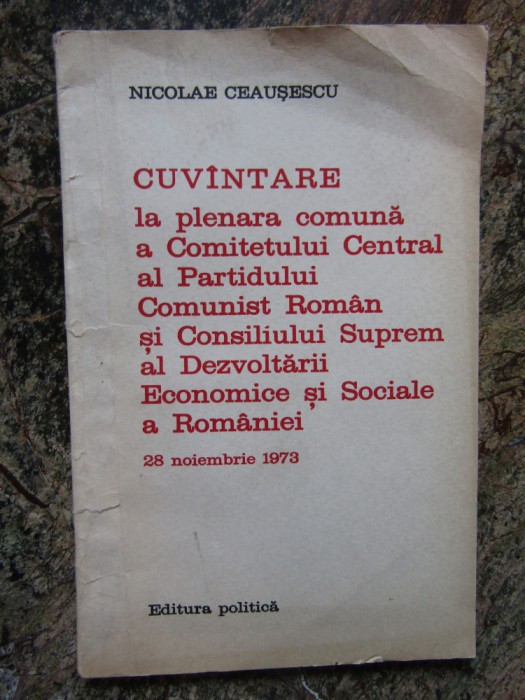 NICOLAE CEAUŞESCU
CUVÎNTARE
la plenara comună
a Comitetului Central
al Partidului
Comunist Român
şi Consiliului Suprem
al Dezvoltării
Economice şi Sociale
a României
28 noiembrie 1973
Editura politică